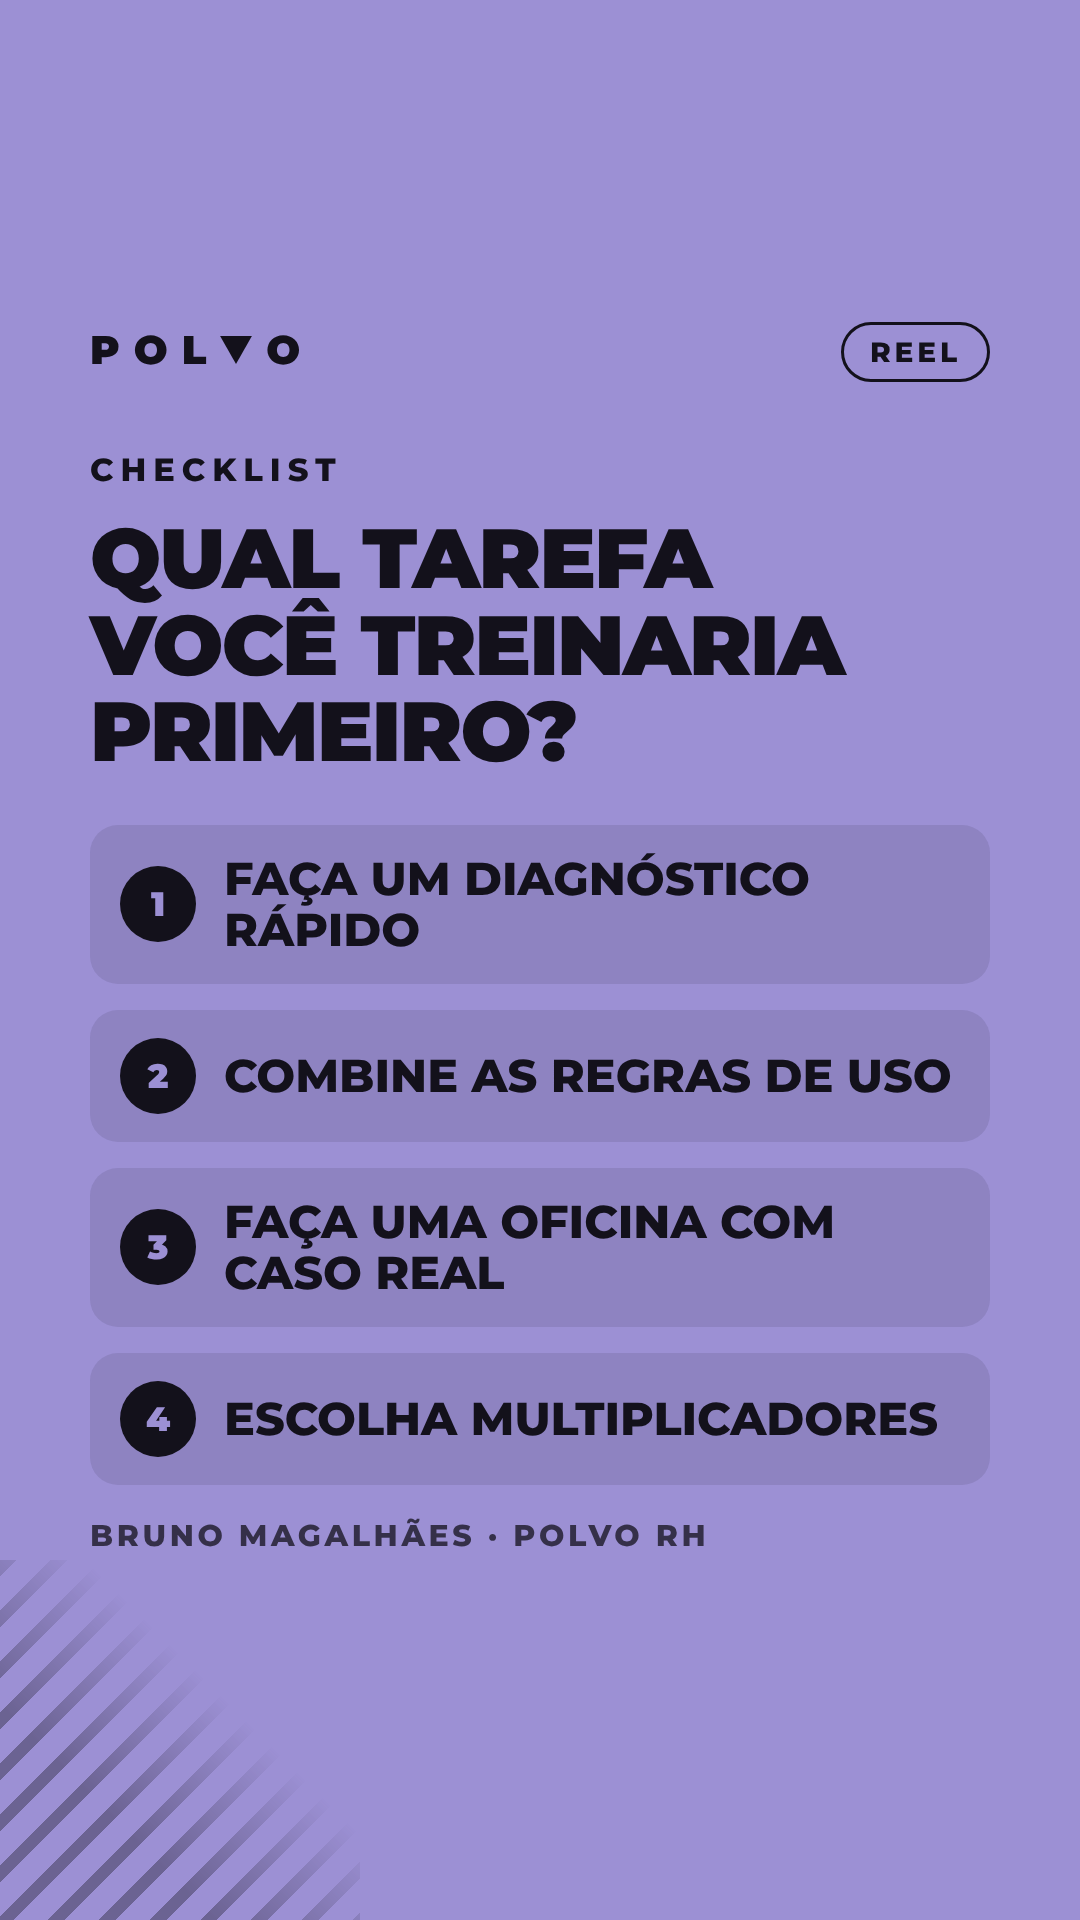 POLVO
REEL
CHECKLIST
QUAL TAREFA
VOCÊ TREINARIA
PRIMEIRO?
1
FAÇA UM DIAGNÓSTICO
RÁPIDO
2
COMBINE AS REGRAS DE USO
3
FAÇA UMA OFICINA COM
CASO REAL
4
ESCOLHA MULTIPLICADORES
BRUNO MAGALHÃES · POLVO RH